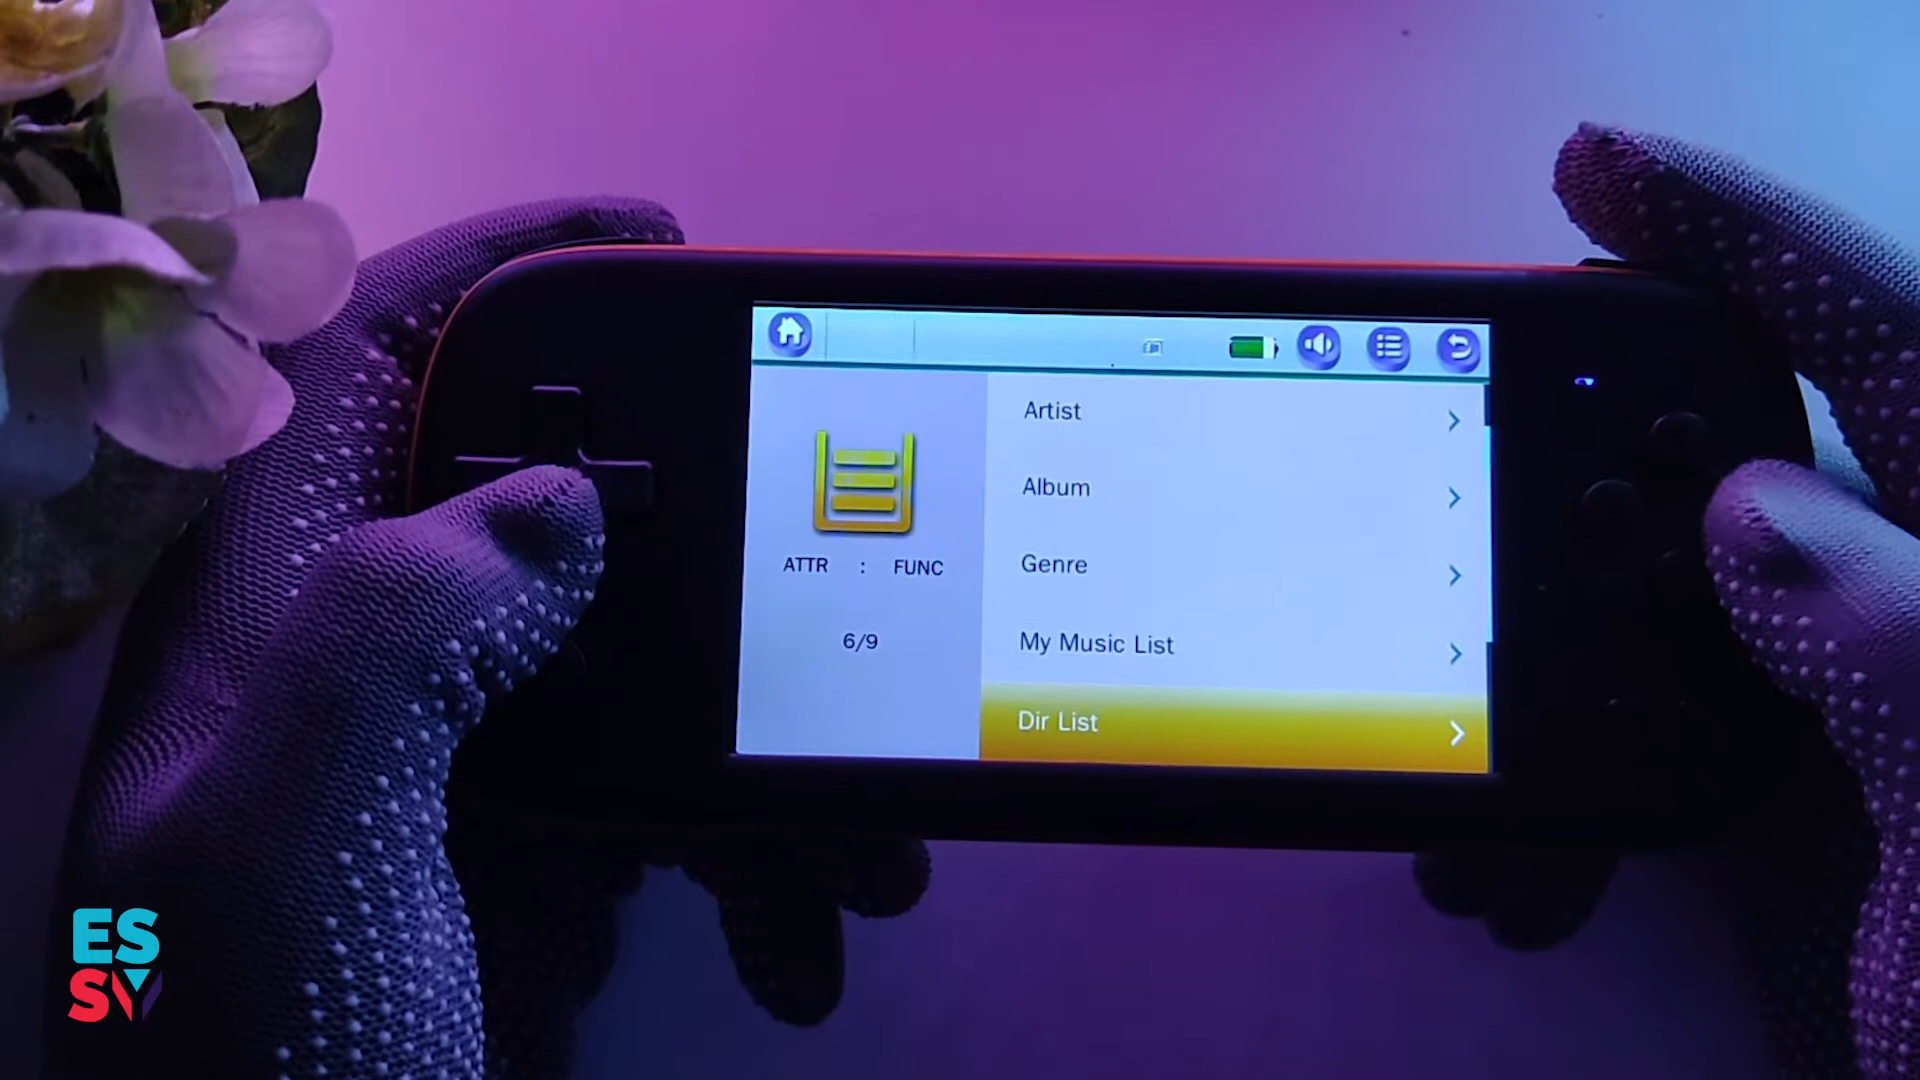 Artist
Album
Genre
My Music List
Dir List
ATTR : FUNC
6/9
ES
SY